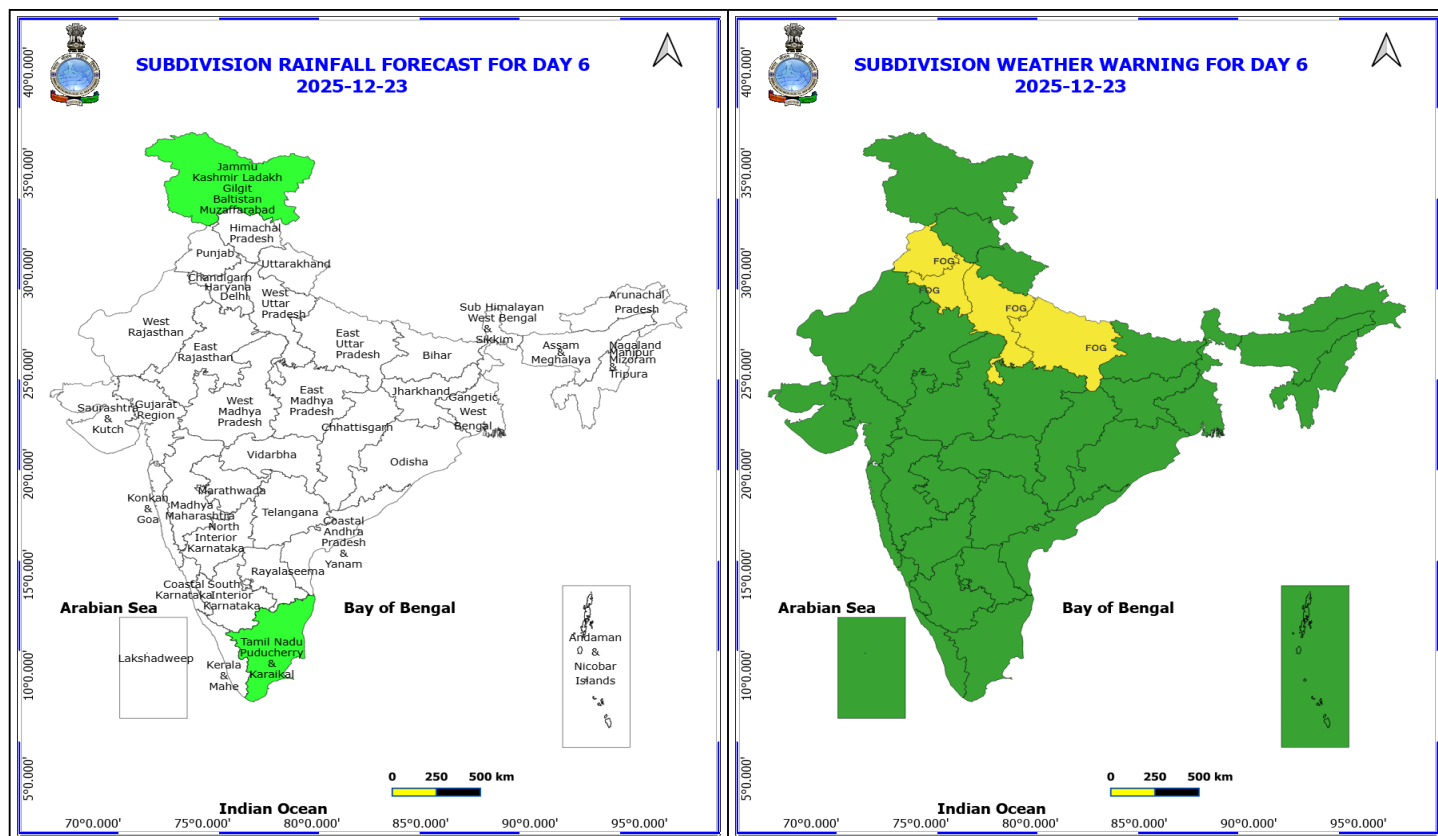 SUBDIVISION RAINFALL FORECAST FOR DAY 6
2025-12-23
40°0.000'
35°0.000'
30°0.000'
25°0.000'
20°0.000'
15°0.000'
10°0.000'
5°0.000'
Jammu
Kashmir Ladakh
Gilgit
Baltistan
Muzaffarabad
Himachal
Pradesh
Punjab
Uttarakhand
Chandigarh
Haryana
Delhi
West
Uttar
Pradesh
West
Rajasthan
East
Rajasthan
East
Uttar
Pradesh
Bihar
Sub Himalayan
West Bengal
&
Sikkim
Arunachal
Pradesh
Assam
&
Meghalaya
Nagaland
Manipur
Mizoram
&
Tripura
Saurashtra
&
Kutch
Gujarat
Region
West
Madhya
Pradesh
East
Madhya
Pradesh
Jharkhand
Gangetic
West
Bengal
Chhattisgarh
Vidarbha
Odisha
Konkan
&
Goa
Madhya
Maharashtra
Marathwada
Telangana
North
Interior
Karnataka
Coastal
Andhra
Pradesh
&
Yanam
Rayalaseema
Coastal
Karnataka
South
Interior
Karnataka
Arabian Sea
Bay of Bengal
Lakshadweep
Kerala
&
Mahe
Tamil Nadu
Puducherry
&
Karaikal
Andaman
&
Nicobar
Islands
0 250 500 km
Indian Ocean
70°0.000' 75°0.000' 80°0.000' 85°0.000' 90°0.000' 95°0.000'
SUBDIVISION WEATHER WARNING FOR DAY 6
2025-12-23
40°0.000'
35°0.000'
30°0.000'
25°0.000'
20°0.000'
15°0.000'
10°0.000'
5°0.000'
FOG
FOG
FOG
FOG
Arabian Sea
Bay of Bengal
0 250 500 km
Indian Ocean
70°0.000' 75°0.000' 80°0.000' 85°0.000' 90°0.000' 95°0.000'